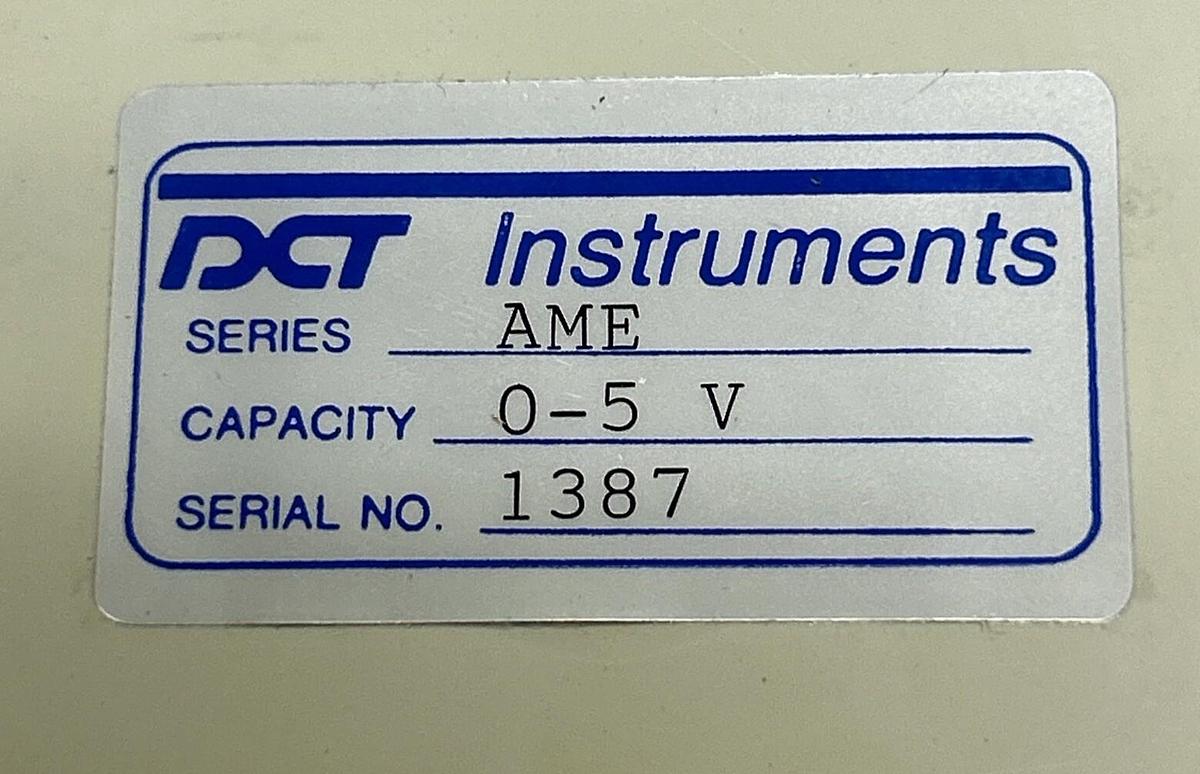 DCT Instruments
SERIES AME
CAPACITY 0-5 V
SERIAL NO. 1387